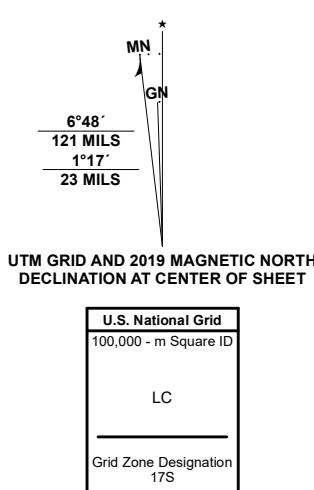 ★
MN
GN
6°48´
121 MILS
1°17´
23 MILS
UTM GRID AND 2019 MAGNETIC NORTH
DECLINATION AT CENTER OF SHEET
U.S. National Grid
100,000 - m Square ID
LC
Grid Zone Designation
17S